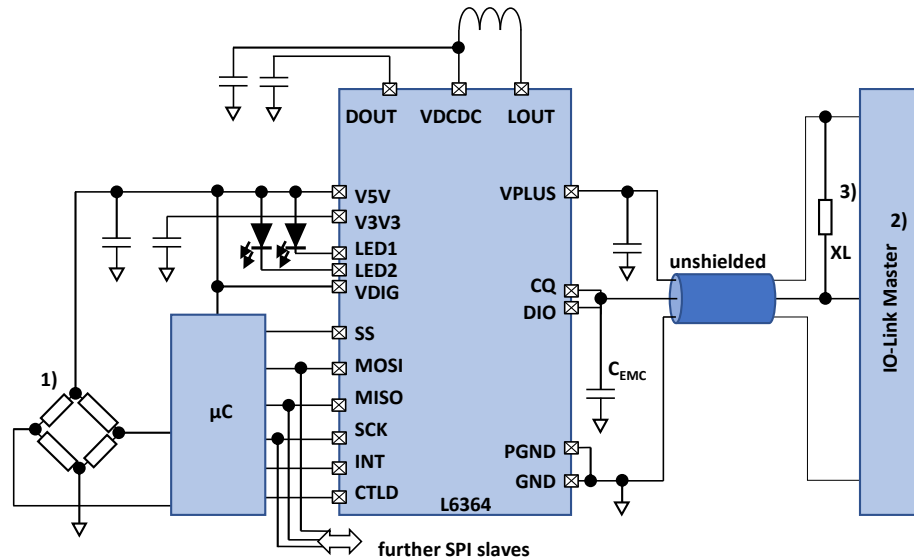 DOUT
VDCDC
LOUT
V5V
V3V3
LED1
LED2
VDIG
SS
MOSI
MISO
SCK
INT
CTLD
VPLUS
CQ
DIO
PGND
GND
L6364
1)
µC
further SPI slaves
C_EMC
unshielded
3)
XL
2)
IO-Link Master